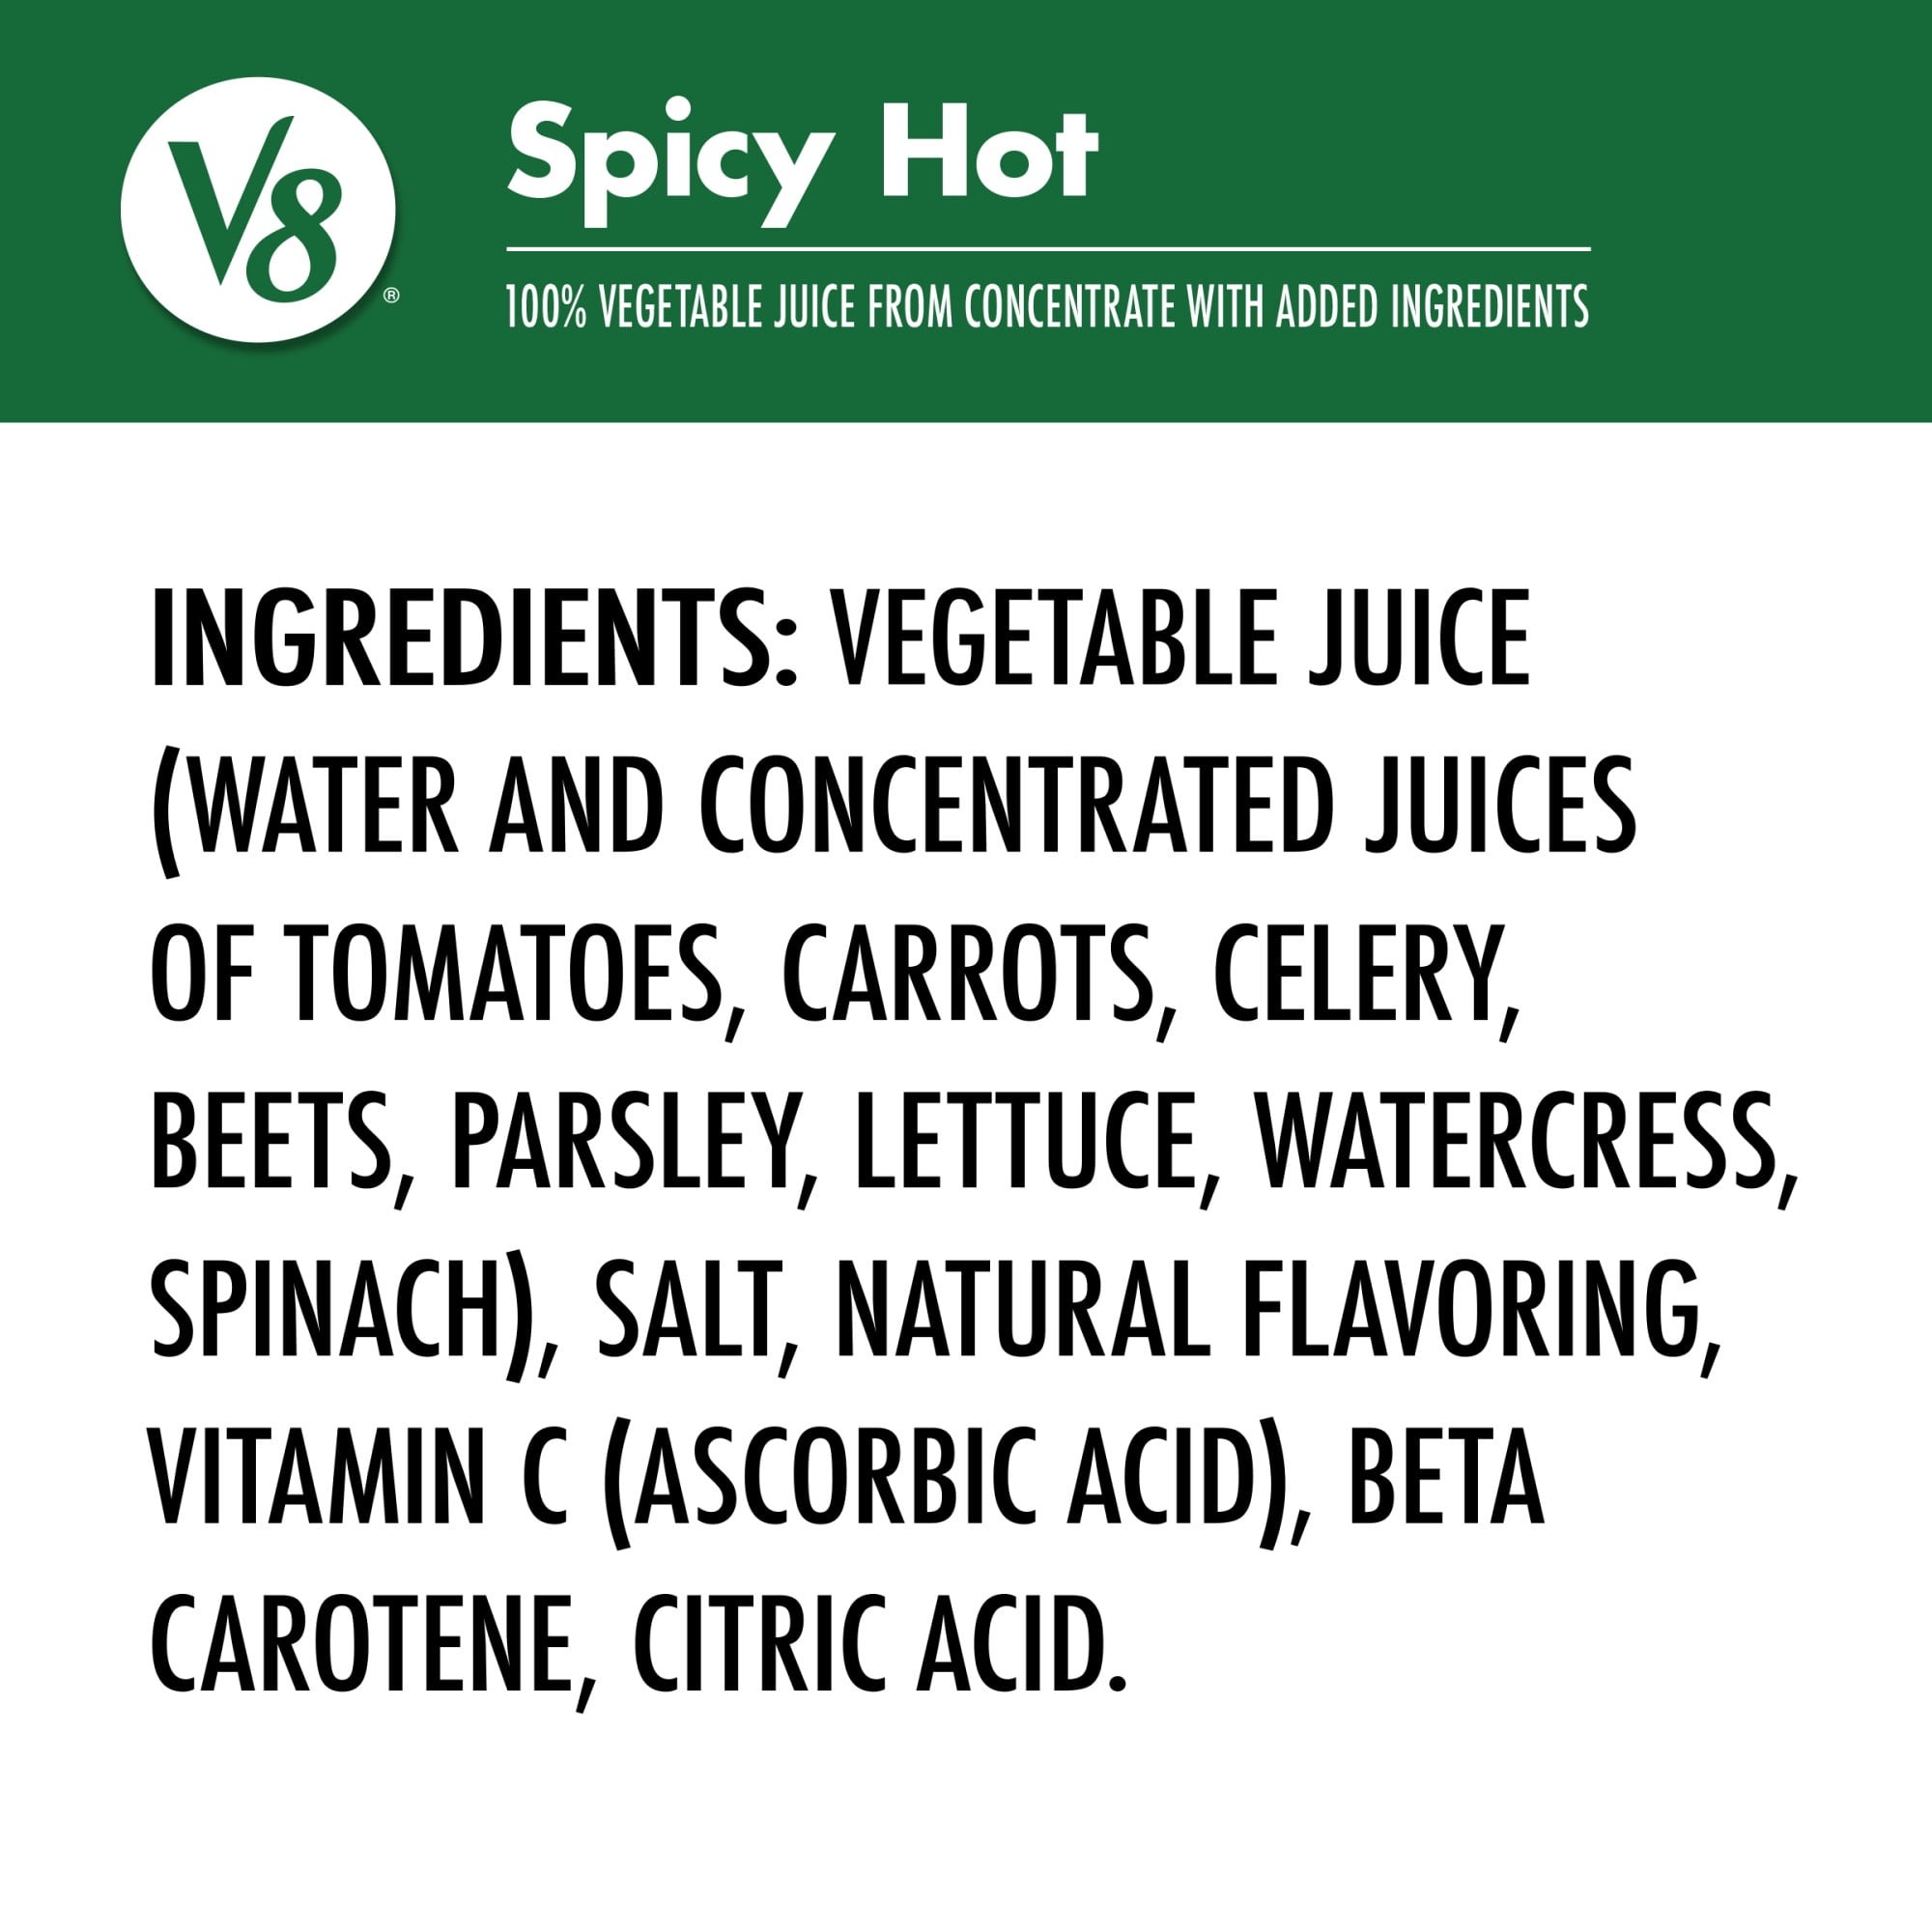 V8®
Spicy Hot
100% VEGETABLE JUICE FROM CONCENTRATE WITH ADDED INGREDIENTS
INGREDIENTS: VEGETABLE JUICE
(WATER AND CONCENTRATED JUICES
OF TOMATOES, CARROTS, CELERY,
BEETS, PARSLEY, LETTUCE, WATERCRESS,
SPINACH), SALT, NATURAL FLAVORING,
VITAMIN C (ASCORBIC ACID), BETA
CAROTENE, CITRIC ACID.